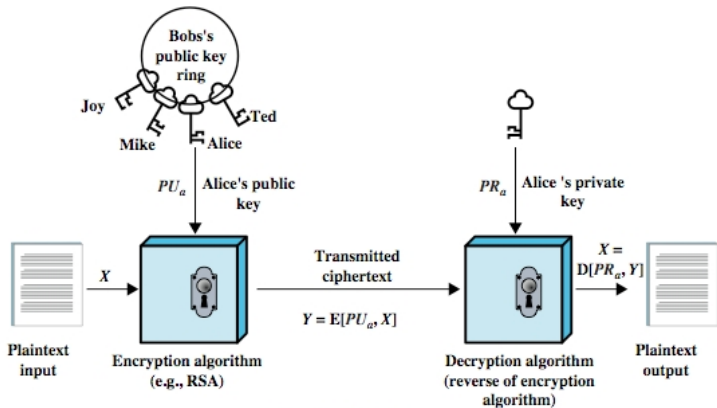 Bobs's
public key
ring
Joy
Ted
Mike
Alice
PUa
Alice's public
key
PRa
Alice 's private
key
X
Transmitted
ciphertext
X =
D[PRa, Y]
Y = E[PUa, X]
Plaintext
input
Encryption algorithm
(e.g., RSA)
Decryption algorithm
(reverse of encryption
algorithm)
Plaintext
output